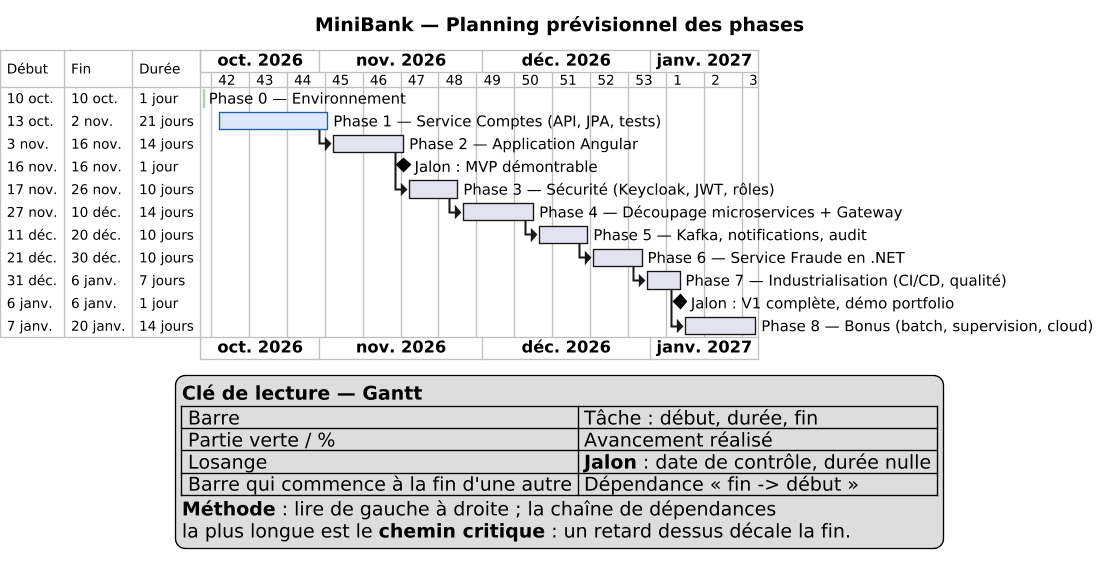 MiniBank — Planning prévisionnel des phases
oct. 2026 nov. 2026 déc. 2026 janv. 2027
Début Fin Durée
42 43 44 45 46 47 48 49 50 51 52 53 1 2 3
10 oct. 10 oct. 1 jour Phase 0 — Environnement
13 oct. 2 nov. 21 jours Phase 1 — Service Comptes (API, JPA, tests)
3 nov. 16 nov. 14 jours Phase 2 — Application Angular
16 nov. 16 nov. 1 jour Jalon : MVP démontrable
17 nov. 26 nov. 10 jours Phase 3 — Sécurité (Keycloak, JWT, rôles)
27 nov. 10 déc. 14 jours Phase 4 — Découpage microservices + Gateway
11 déc. 20 déc. 10 jours Phase 5 — Kafka, notifications, audit
21 déc. 30 déc. 10 jours Phase 6 — Service Fraude en .NET
31 déc. 6 janv. 7 jours Phase 7 — Industrialisation (CI/CD, qualité)
6 janv. 6 janv. 1 jour Jalon : V1 complète, démo portfolio
7 janv. 20 janv. 14 jours Phase 8 — Bonus (batch, supervision, cloud)
oct. 2026 nov. 2026 déc. 2026 janv. 2027
Clé de lecture — Gantt
Barre Tâche : début, durée, fin
Partie verte / % Avancement réalisé
Losange Jalon : date de contrôle, durée nulle
Barre qui commence à la fin d'une autre Dépendance « fin -> début »
Méthode : lire de gauche à droite ; la chaîne de dépendances
la plus longue est le chemin critique : un retard dessus décale la fin.